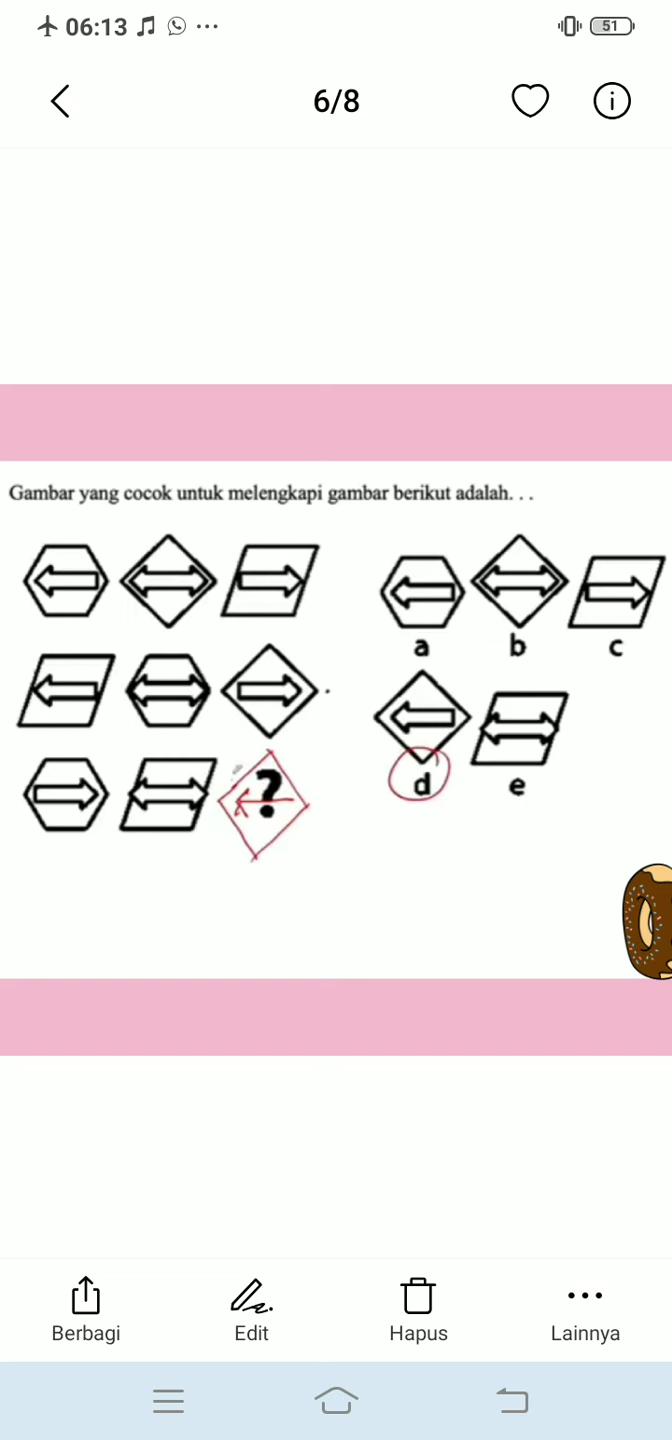 06:13
51
6/8
Gambar yang cocok untuk melengkapi gambar berikut adalah. . .
a b c
d e
?
Berbagi Edit Hapus Lainnya